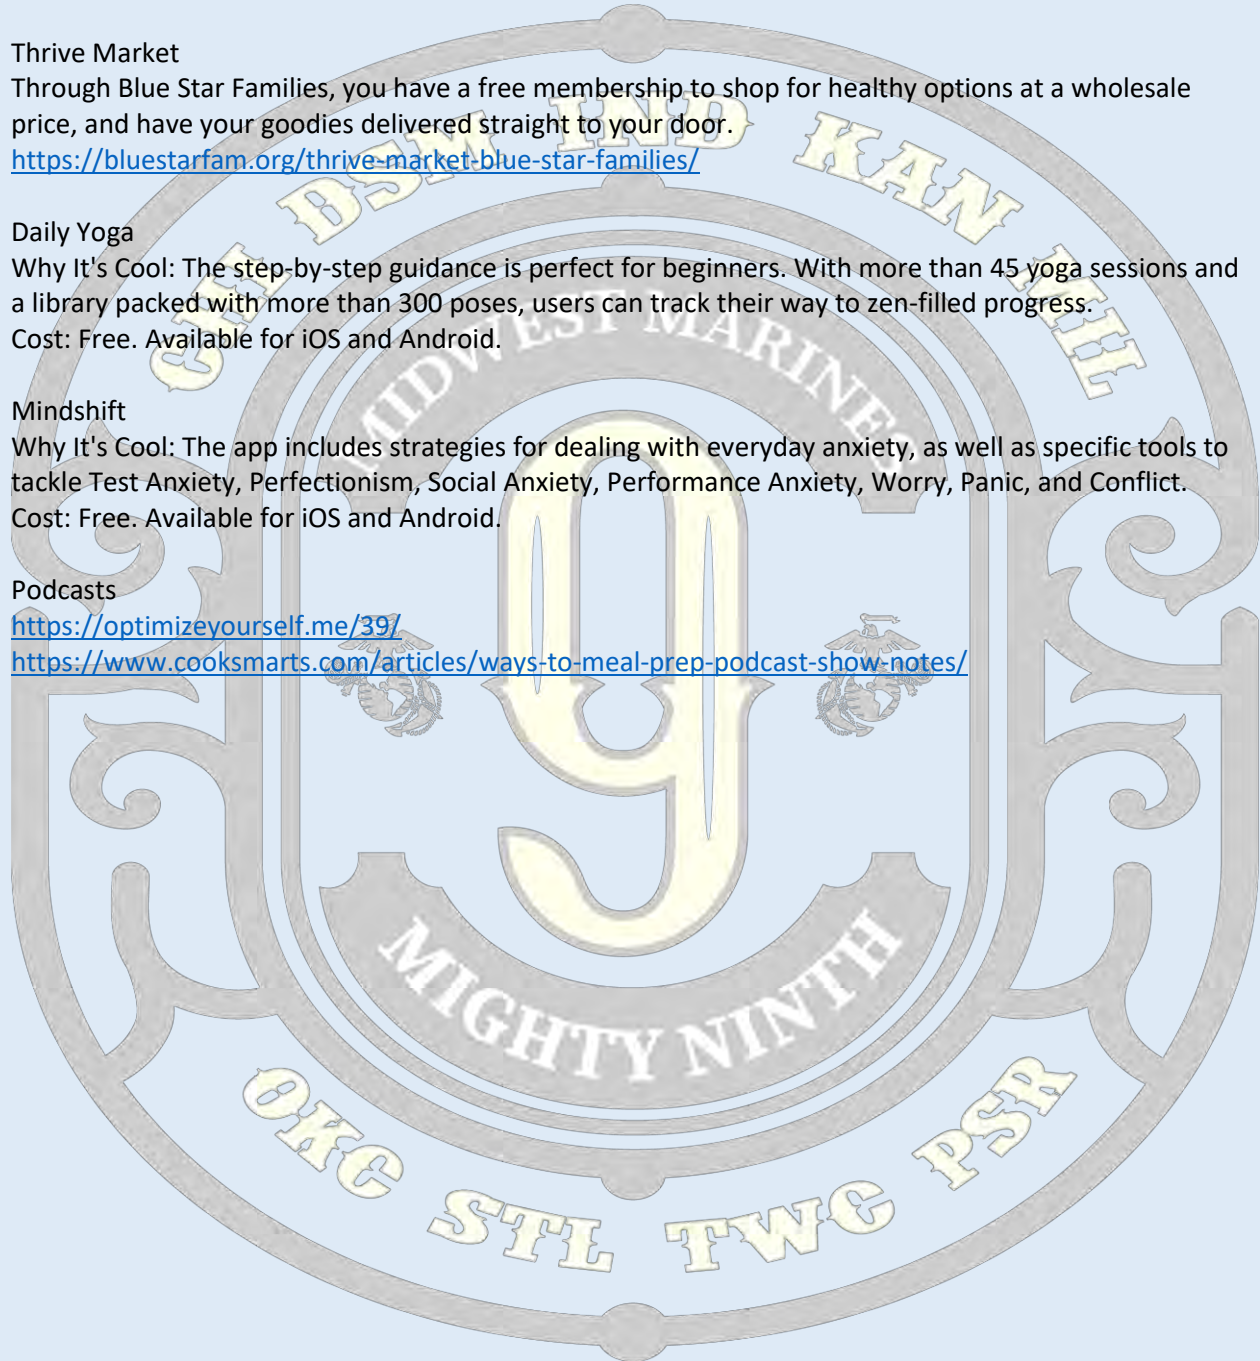 Thrive Market
Through Blue Star Families, you have a free membership to shop for healthy options at a wholesale
price, and have your goodies delivered straight to your door.
https://bluestarfam.org/thrive-market-blue-star-families/
Daily Yoga
Why It's Cool: The step-by-step guidance is perfect for beginners. With more than 45 yoga sessions and
a library packed with more than 300 poses, users can track their way to zen-filled progress.
Cost: Free. Available for iOS and Android.
Mindshift
Why It's Cool: The app includes strategies for dealing with everyday anxiety, as well as specific tools to
tackle Test Anxiety, Perfectionism, Social Anxiety, Performance Anxiety, Worry, Panic, and Conflict.
Cost: Free. Available for iOS and Android.
Podcasts
https://optimizeyourself.me/39/
https://www.cooksmarts.com/articles/ways-to-meal-prep-podcast-show-notes/
CHI DSM IND KAN MIL
MIDWEST MARINES
9
MIGHTY NINTH
OKC STL TWC PSR